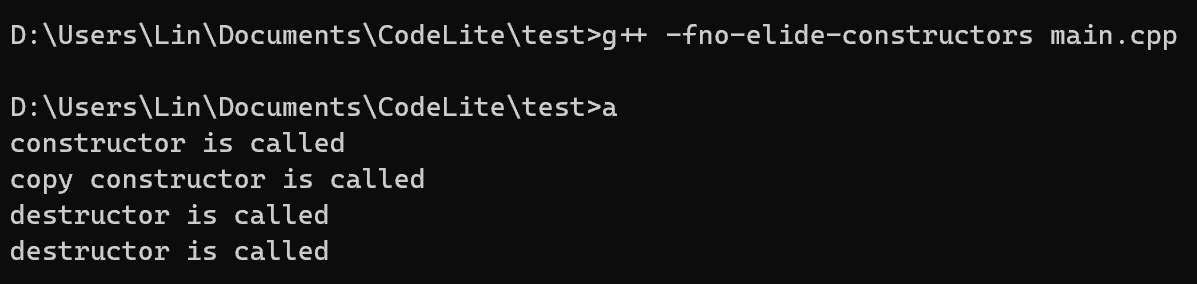 D:\Users\Lin\Documents\CodeLite\test>g++ -fno-elide-constructors main.cpp
D:\Users\Lin\Documents\CodeLite\test>a
constructor is called
copy constructor is called
destructor is called
destructor is called